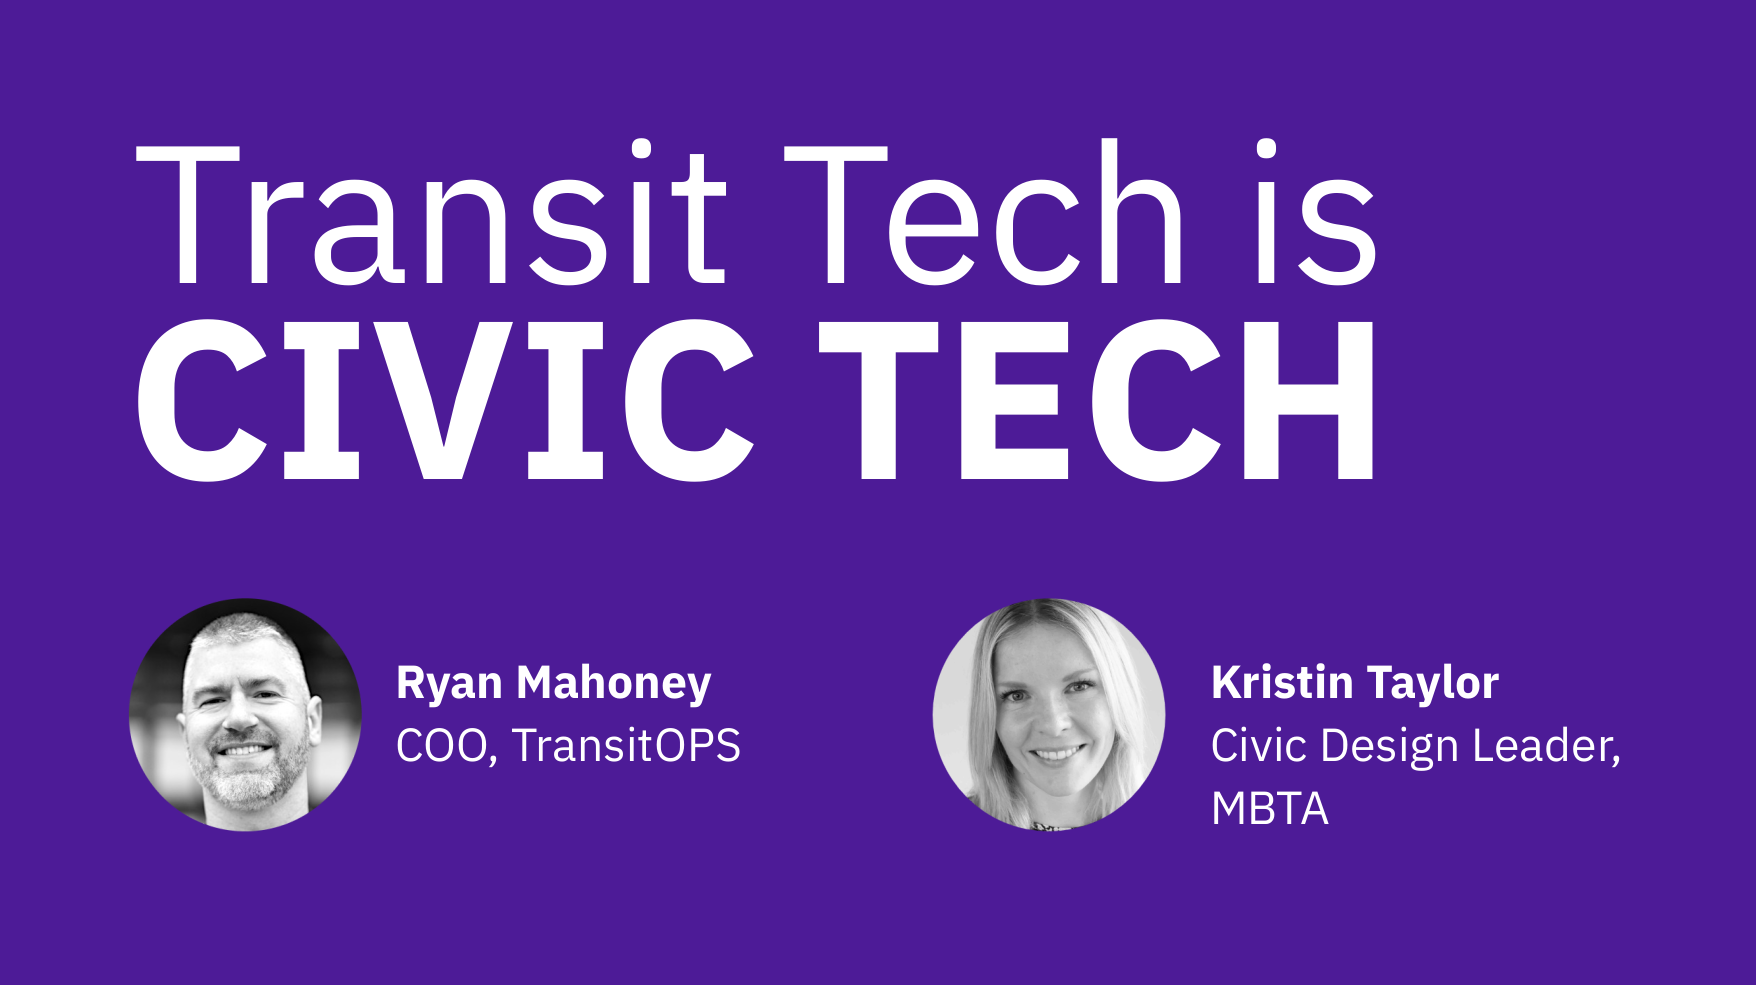 Transit Tech is
CIVIC TECH
Ryan Mahoney
COO, TransitOPS
Kristin Taylor
Civic Design Leader,
MBTA